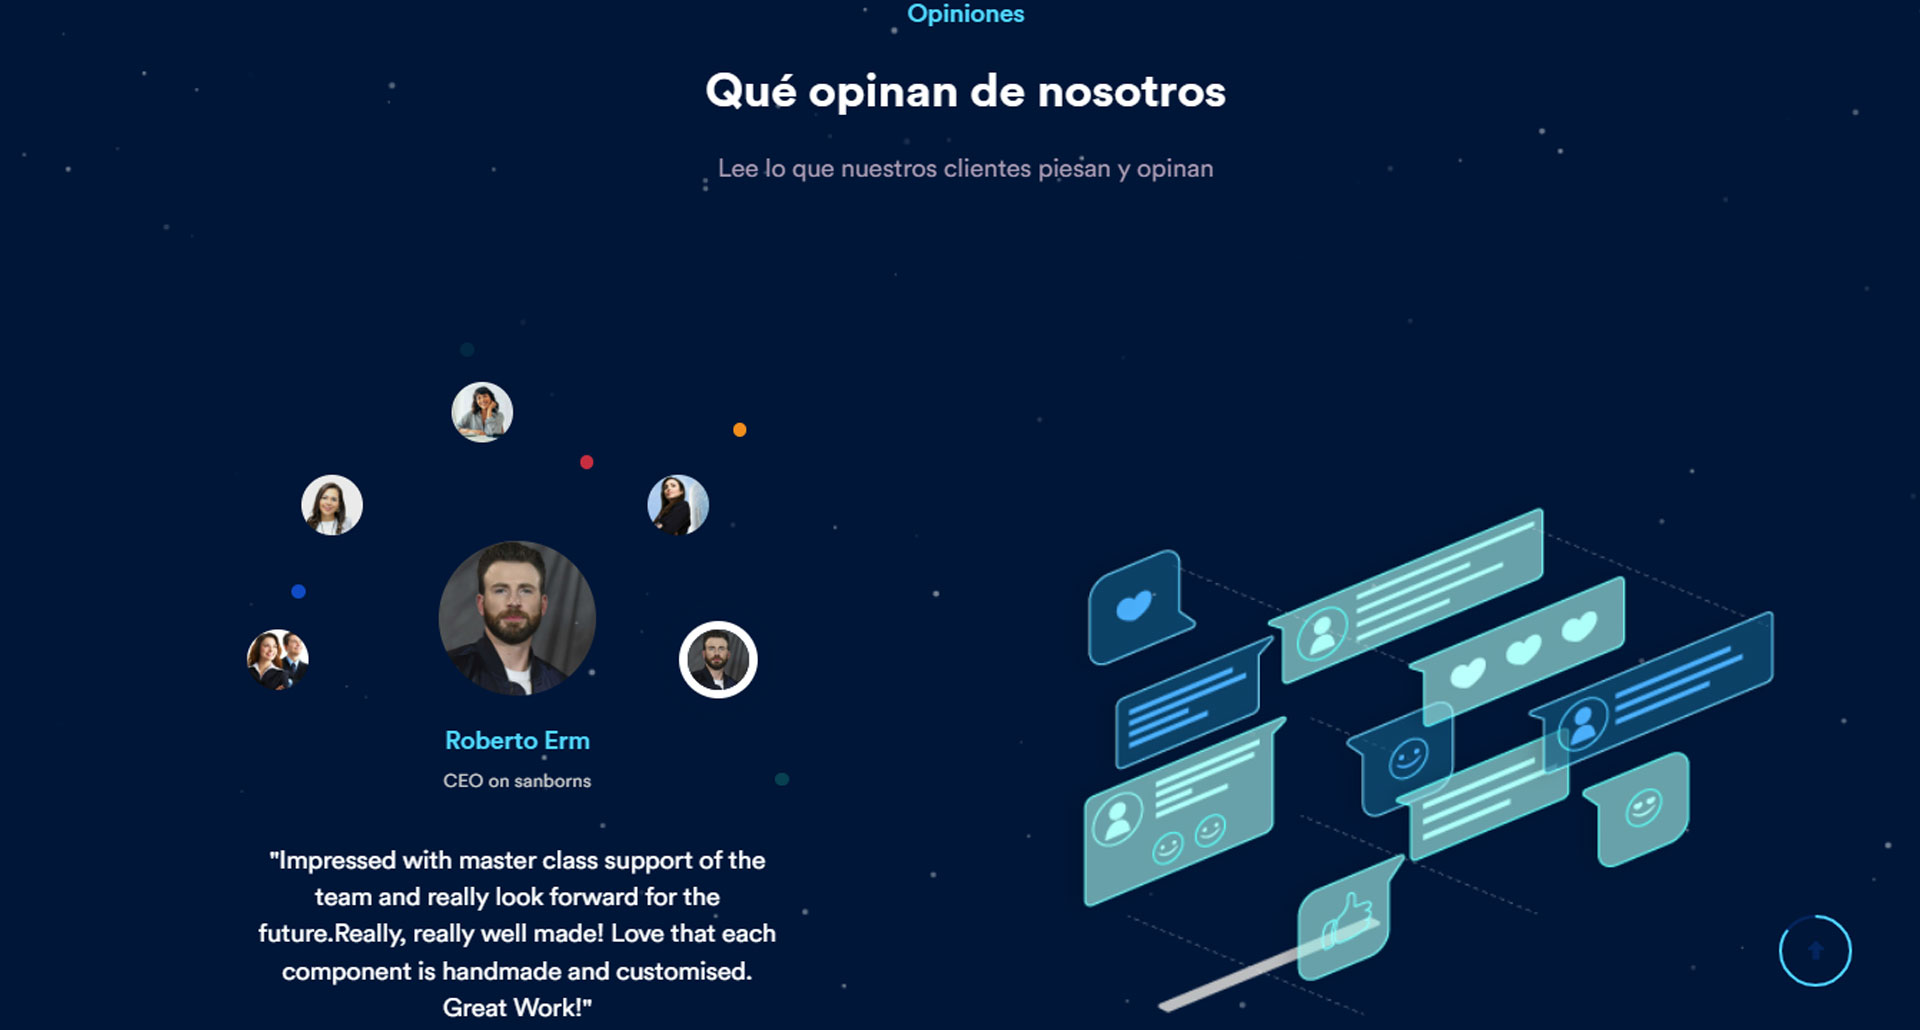 Opiniones
Qué opinan de nosotros
Lee lo que nuestros clientes piesan y opinan
Roberto Erm
CEO on sanborns
"Impressed with master class support of the
team and really look forward for the
future.Really, really well made! Love that each
component is handmade and customised.
Great Work!"